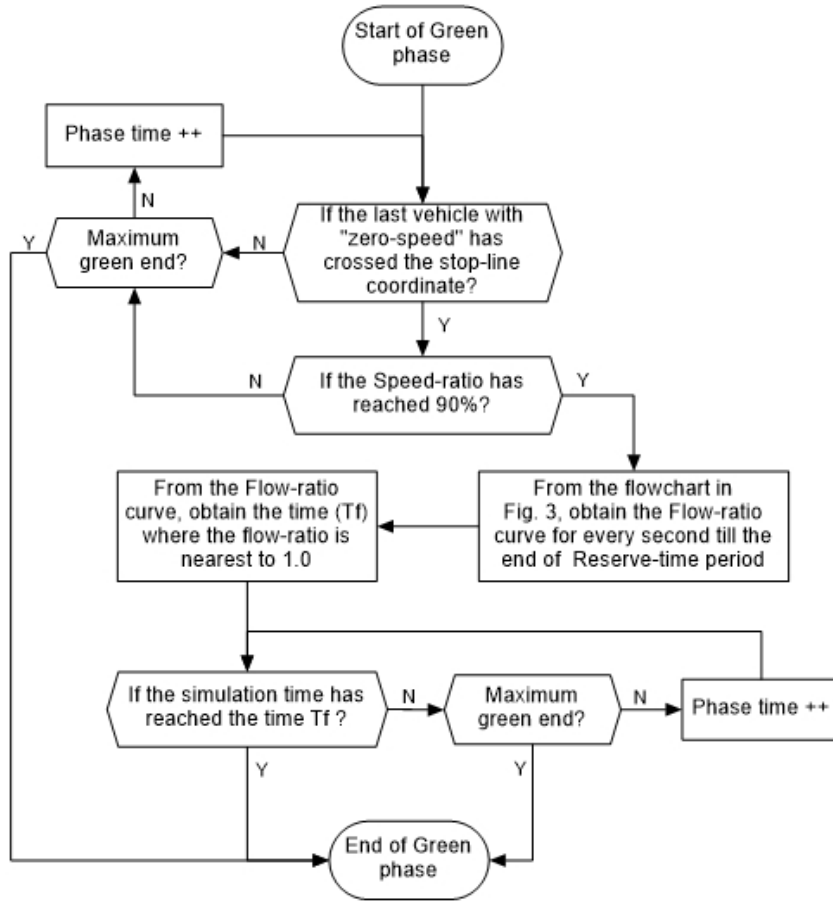 Start of Green
phase
Phase time ++
N
If the last vehicle with
"zero-speed" has
crossed the stop-line
coordinate?
Y
Maximum
green end?
N
Y
N
If the Speed-ratio has
reached 90%?
Y
From the Flow-ratio
curve, obtain the time (Tf)
where the flow-ratio is
nearest to 1.0
From the flowchart in
Fig. 3, obtain the Flow-ratio
curve for every second till the
end of Reserve-time period
If the simulation time has
reached the time Tf ?
N
Maximum
green end?
N
Phase time ++
Y
Y
End of Green
phase